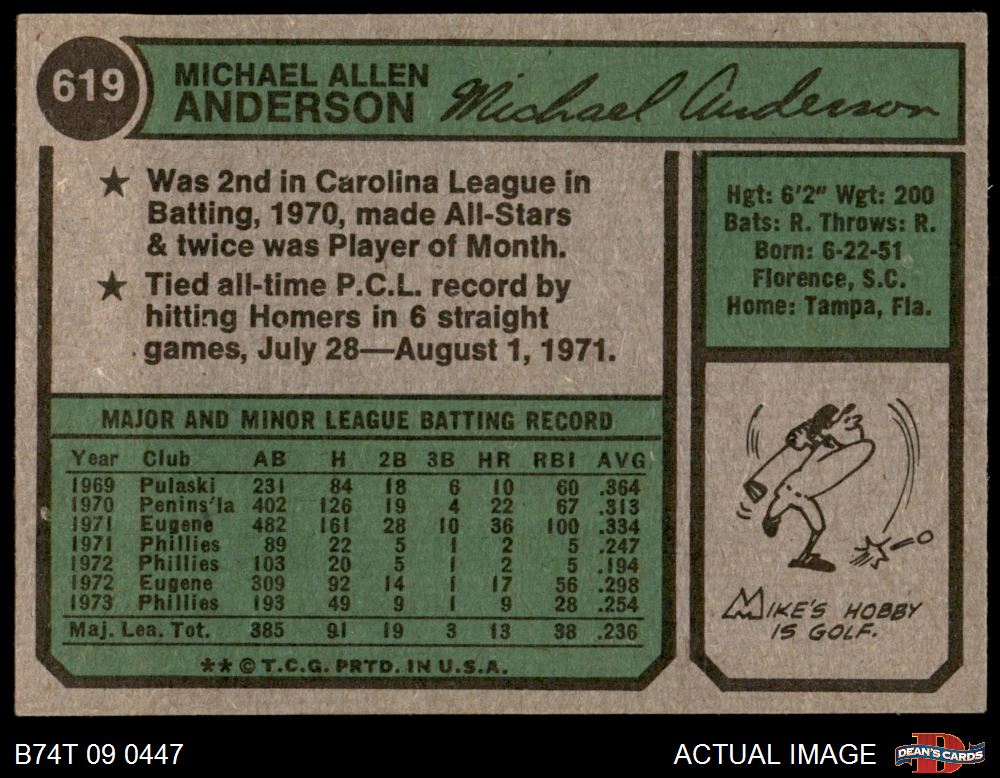 619
MICHAEL ALLEN
ANDERSON
Michael Anderson
★ Was 2nd in Carolina League in
Batting, 1970, made All-Stars
& twice was Player of Month.
★ Tied all-time P.C.L. record by
hitting Homers in 6 straight
games, July 28—August 1, 1971.
Hgt: 6'2" Wgt: 200
Bats: R. Throws: R.
Born: 6-22-51
Florence, S.C.
Home: Tampa, Fla.
MAJOR AND MINOR LEAGUE BATTING RECORD
Year Club AB H 2B 3B HR RBI AVG
1969 Pulaski 231 84 18 6 10 60 .364
1970 Penins'la 402 126 19 4 22 67 .313
1971 Eugene 482 161 28 10 36 100 .334
1971 Phillies 89 22 5 1 2 5 .247
1972 Phillies 103 20 5 1 2 5 .194
1972 Eugene 309 92 14 1 17 56 .298
1973 Phillies 193 49 9 1 9 28 .254
Maj. Lea. Tot. 385 91 19 3 13 38 .236
** © T.C.G. PRTD. IN U.S.A.
MIKE'S HOBBY
IS GOLF.
B74T 09 0447
ACTUAL IMAGE
DEAN'S CARDS